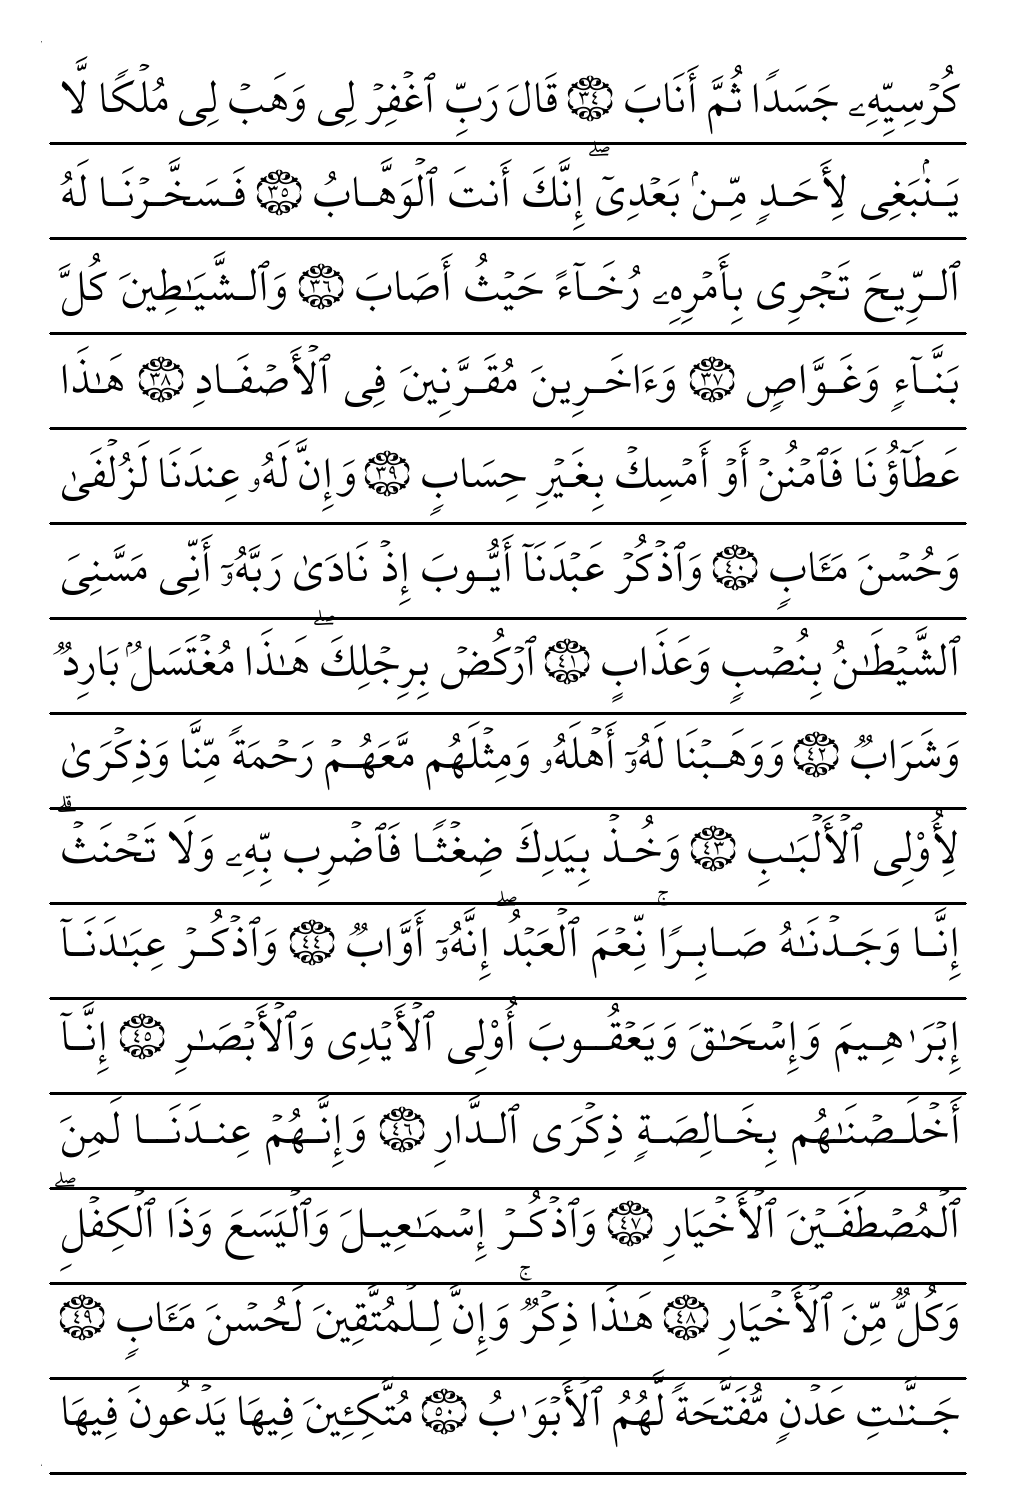 كُرۡسِيِّهِۦ جَسَدًا ثُمَّ أَنَابَ ٣٤ قَالَ رَبِّ ٱغۡفِرۡ لِى وَهَبۡ لِى مُلۡكًا لَّا
يَنۢبَغِى لِأَحَدٍ مِّنۢ بَعۡدِىٓۖ إِنَّكَ أَنتَ ٱلۡوَهَّابُ ٣٥ فَسَخَّرۡنَا لَهُ
ٱلرِّيحَ تَجۡرِى بِأَمۡرِهِۦ رُخَآءً حَيۡثُ أَصَابَ ٣٦ وَٱلشَّيَٰطِينَ كُلَّ
بَنَّآءٍ وَغَوَّاصٍ ٣٧ وَءَاخَرِينَ مُقَرَّنِينَ فِى ٱلۡأَصۡفَادِ ٣٨ هَٰذَا
عَطَآؤُنَا فَٱمۡنُنۡ أَوۡ أَمۡسِكۡ بِغَيۡرِ حِسَابٍ ٣٩ وَإِنَّ لَهُۥ عِندَنَا لَزُلۡفَىٰ
وَحُسۡنَ مَـَٔابٍ ٤٠ وَٱذۡكُرۡ عَبۡدَنَآ أَيُّوبَ إِذۡ نَادَىٰ رَبَّهُۥٓ أَنِّى مَسَّنِىَ
ٱلشَّيۡطَٰنُ بِنُصۡبٍ وَعَذَابٍ ٤١ ٱرۡكُضۡ بِرِجۡلِكَۖ هَٰذَا مُغۡتَسَلُۢ بَارِدٌ
وَشَرَابٌ ٤٢ وَوَهَبۡنَا لَهُۥٓ أَهۡلَهُۥ وَمِثۡلَهُم مَّعَهُمۡ رَحۡمَةً مِّنَّا وَذِكۡرَىٰ
لِأُوْلِى ٱلۡأَلۡبَٰبِ ٤٣ وَخُذۡ بِيَدِكَ ضِغۡثًا فَٱضۡرِب بِّهِۦ وَلَا تَحۡنَثۡۗ
إِنَّا وَجَدۡنَٰهُ صَابِرًاۚ نِّعۡمَ ٱلۡعَبۡدُۖ إِنَّهُۥٓ أَوَّابٌ ٤٤ وَٱذۡكُرۡ عِبَٰدَنَآ
إِبۡرَٰهِيمَ وَإِسۡحَٰقَ وَيَعۡقُوبَ أُوْلِى ٱلۡأَيۡدِى وَٱلۡأَبۡصَٰرِ ٤٥ إِنَّآ
أَخۡلَصۡنَٰهُم بِخَالِصَةٍ ذِكۡرَى ٱلدَّارِ ٤٦ وَإِنَّهُمۡ عِندَنَا لَمِنَ
ٱلۡمُصۡطَفَيۡنَ ٱلۡأَخۡيَارِ ٤٧ وَٱذۡكُرۡ إِسۡمَٰعِيلَ وَٱلۡيَسَعَ وَذَا ٱلۡكِفۡلِۖ
وَكُلٌّ مِّنَ ٱلۡأَخۡيَارِ ٤٨ هَٰذَا ذِكۡرٌۚ وَإِنَّ لِلۡمُتَّقِينَ لَحُسۡنَ مَـَٔابٍ ٤٩
جَنَّٰتِ عَدۡنٍ مُّفَتَّحَةً لَّهُمُ ٱلۡأَبۡوَٰبُ ٥٠ مُتَّكِـِٔينَ فِيهَا يَدۡعُونَ فِيهَا